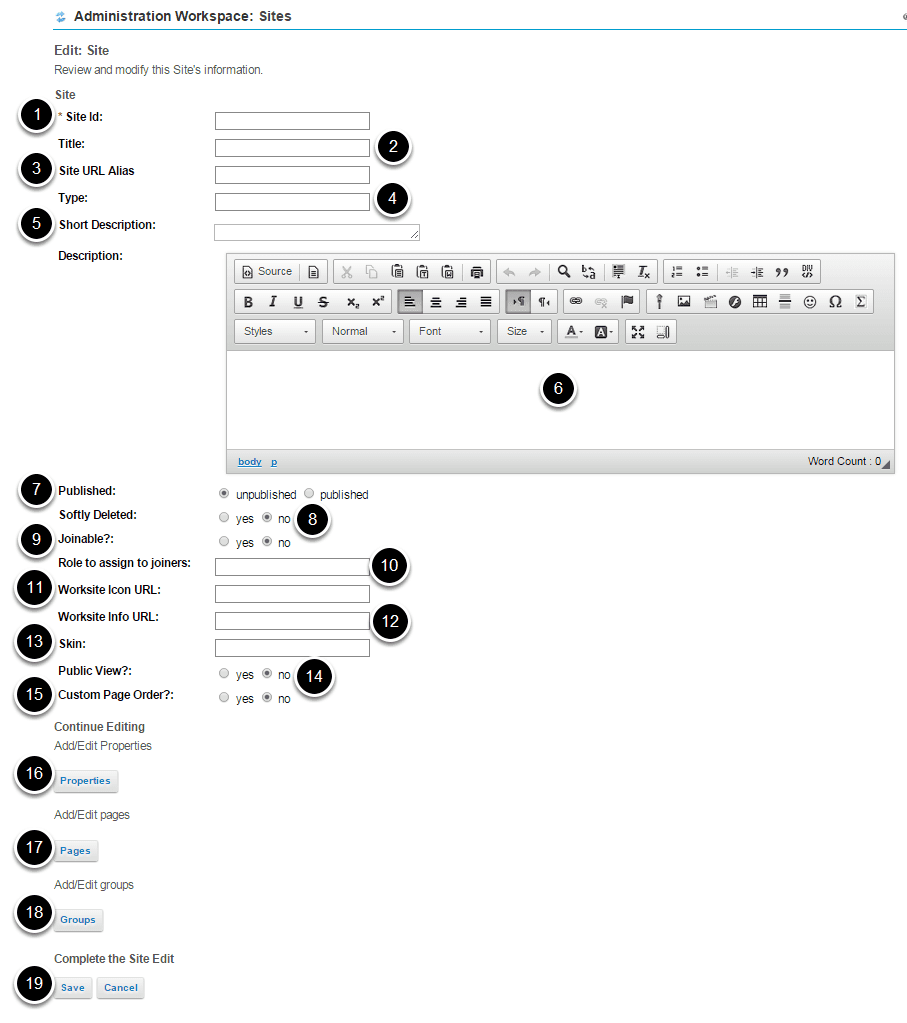 Administration Workspace: Sites
Edit: Site
Review and modify this Site's information.
Site
1 * Site Id:
Title: 2
3 Site URL Alias
Type: 4
5 Short Description:
Description:
Source
B I U S x₂ x² Ω Σ
Styles Normal Font Size A A
6
body p Word Count : 0
7 Published: unpublished published
Softly Deleted: yes no 8
9 Joinable?: yes no
Role to assign to joiners: 10
11 Worksite Icon URL:
Worksite Info URL: 12
13 Skin:
Public View?: yes no 14
15 Custom Page Order?: yes no
Continue Editing
Add/Edit Properties
16 Properties
Add/Edit pages
17 Pages
Add/Edit groups
18 Groups
Complete the Site Edit
19 Save Cancel